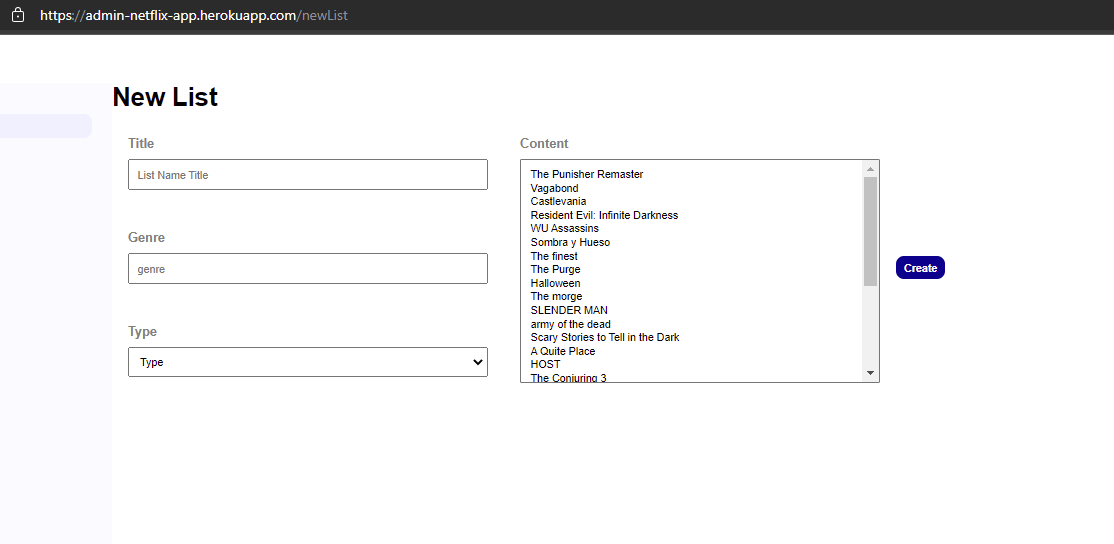 https://admin-netflix-app.herokuapp.com/newList
New List
Title
List Name Title
Genre
genre
Type
Type
Content
The Punisher Remaster
Vagabond
Castlevania
Resident Evil: Infinite Darkness
WU Assassins
Sombra y Hueso
The finest
The Purge
Halloween
The morge
SLENDER MAN
army of the dead
Scary Stories to Tell in the Dark
A Quite Place
HOST
The Conjuring 3
Create